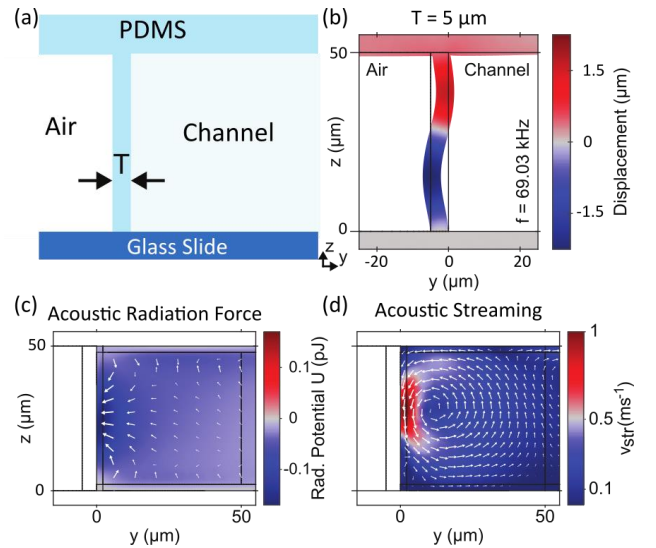 (a)
PDMS
Air
Channel
T
Glass Slide
z
y
(b)
T = 5 µm
50
Air
Channel
z (µm)
f = 69.03 kHz
0
-20
0
20
y (µm)
1.5
0
-1.5
Displacement (µm)
(c)
Acoustic Radiation Force
50
z (µm)
0
0
50
y (µm)
0.1
0
-0.1
Rad. Potential U (pJ)
(d)
Acoustic Streaming
50
0
0
50
y (µm)
1
0.5
0.1
vstr(ms-1)